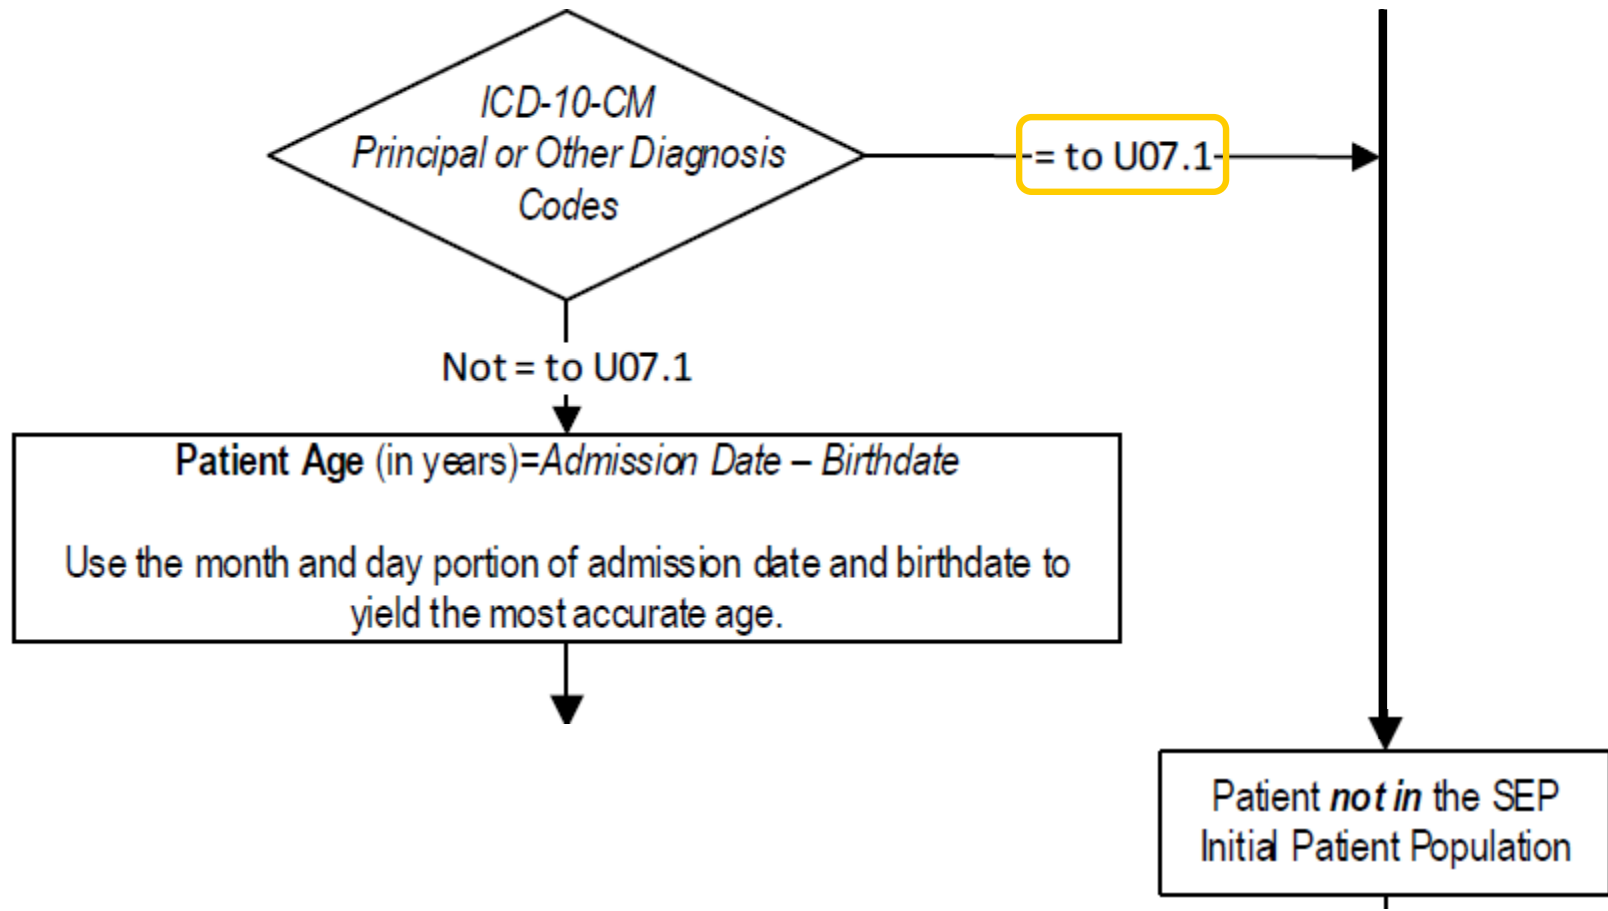 ICD-10-CM
Principal or Other Diagnosis
Codes
= to U07.1
Not = to U07.1
Patient Age (in years)=Admission Date – Birthdate
Use the month and day portion of admission date and birthdate to
yield the most accurate age.
Patient not in the SEP
Initial Patient Population